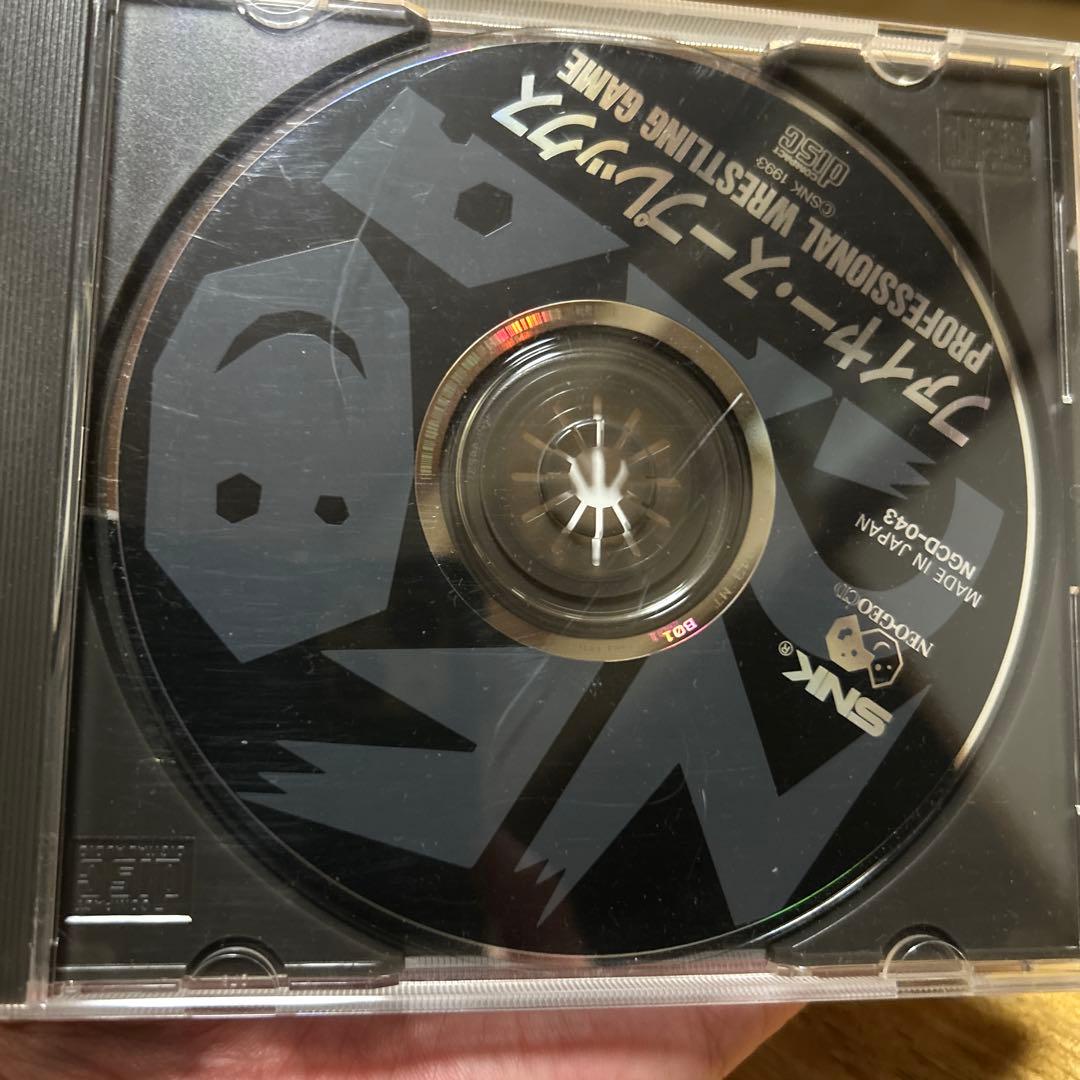 ファイヤー・スープレックス
PROFESSIONAL WRESTLING GAME
©SNK 1993
COMPACT
disc
MADE IN JAPAN
NGCD-043
NEO·GEO CD
SNK®
B01